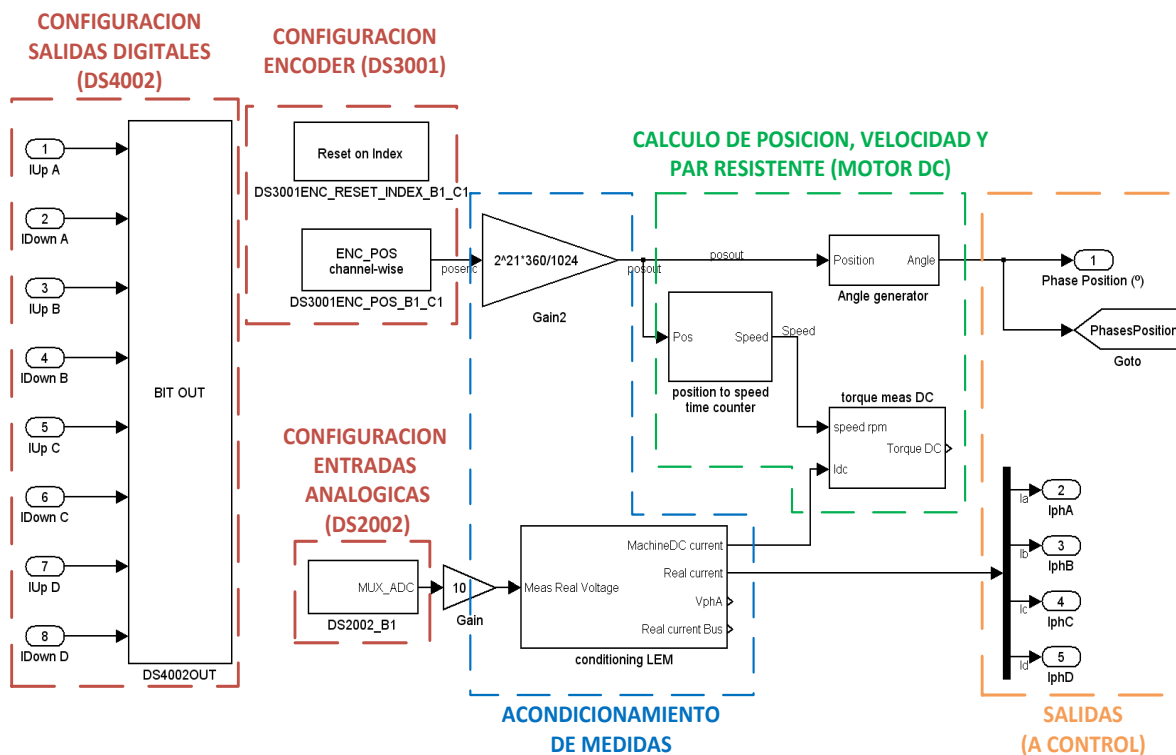 CONFIGURACION
SALIDAS DIGITALES
(DS4002)
1
IUp A
2
IDown A
3
IUp B
4
IDown B
5
IUp C
6
IDown C
7
IUp D
8
IDown D
BIT OUT
DS4002OUT
CONFIGURACION
ENCODER (DS3001)
Reset on Index
DS3001ENC_RESET_INDEX_B1_C1
ENC_POS
channel-wise
posenc
DS3001ENC_POS_B1_C1
2^21*360/1024
posout
Gain2
CALCULO DE POSICION, VELOCIDAD Y
PAR RESISTENTE (MOTOR DC)
posout
Position
Angle
Angle generator
Pos
Speed
Speed
position to speed
time counter
torque meas DC
speed rpm
Torque DC
Idc
1
Phase Position (º)
PhasesPosition
Goto
CONFIGURACION
ENTRADAS
ANALOGICAS
(DS2002)
MUX_ADC
DS2002_B1
10
Gain
MachineDC current
Real current
Meas Real Voltage
VphA
Real current Bus
conditioning LEM
Ia
2
IphA
Ib
3
IphB
Ic
4
IphC
Id
5
IphD
ACONDICIONAMIENTO
DE MEDIDAS
SALIDAS
(A CONTROL)